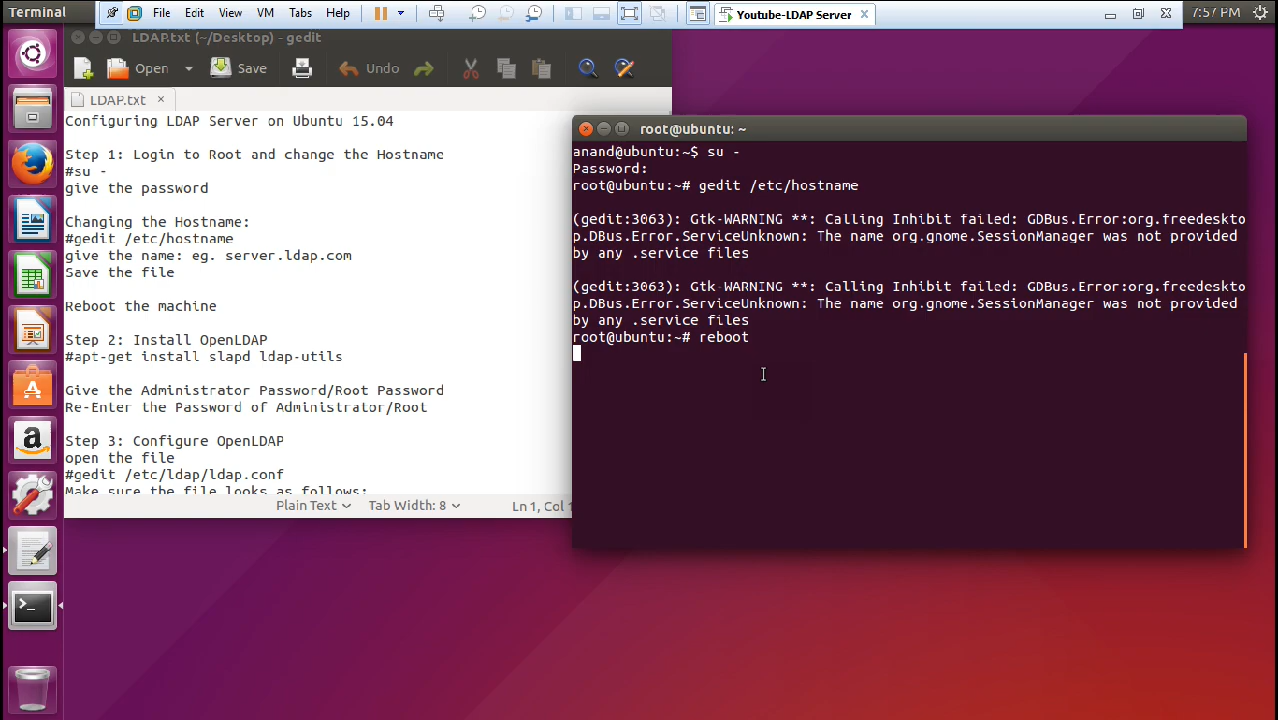 Terminal
File Edit View VM Tabs Help
Youtube-LDAP Server
7:57 PM
LDAP.txt (~/Desktop) - gedit
Open Save Undo
LDAP.txt
Configuring LDAP Server on Ubuntu 15.04
Step 1: Login to Root and change the Hostname
#su -
give the password
Changing the Hostname:
#gedit /etc/hostname
give the name: eg. server.ldap.com
Save the file
Reboot the machine
Step 2: Install OpenLDAP
#apt-get install slapd ldap-utils
Give the Administrator Password/Root Password
Re-Enter the Password of Administrator/Root
Step 3: Configure OpenLDAP
open the file
#gedit /etc/ldap/ldap.conf
Make sure the file looks as follows:
Plain Text Tab Width: 8 Ln 1, Col 1
root@ubuntu: ~
anand@ubuntu:~$ su -
Password:
root@ubuntu:~# gedit /etc/hostname
(gedit:3063): Gtk-WARNING **: Calling Inhibit failed: GDBus.Error:org.freedeskto
p.DBus.Error.ServiceUnknown: The name org.gnome.SessionManager was not provided
by any .service files
(gedit:3063): Gtk-WARNING **: Calling Inhibit failed: GDBus.Error:org.freedeskto
p.DBus.Error.ServiceUnknown: The name org.gnome.SessionManager was not provided
by any .service files
root@ubuntu:~# reboot